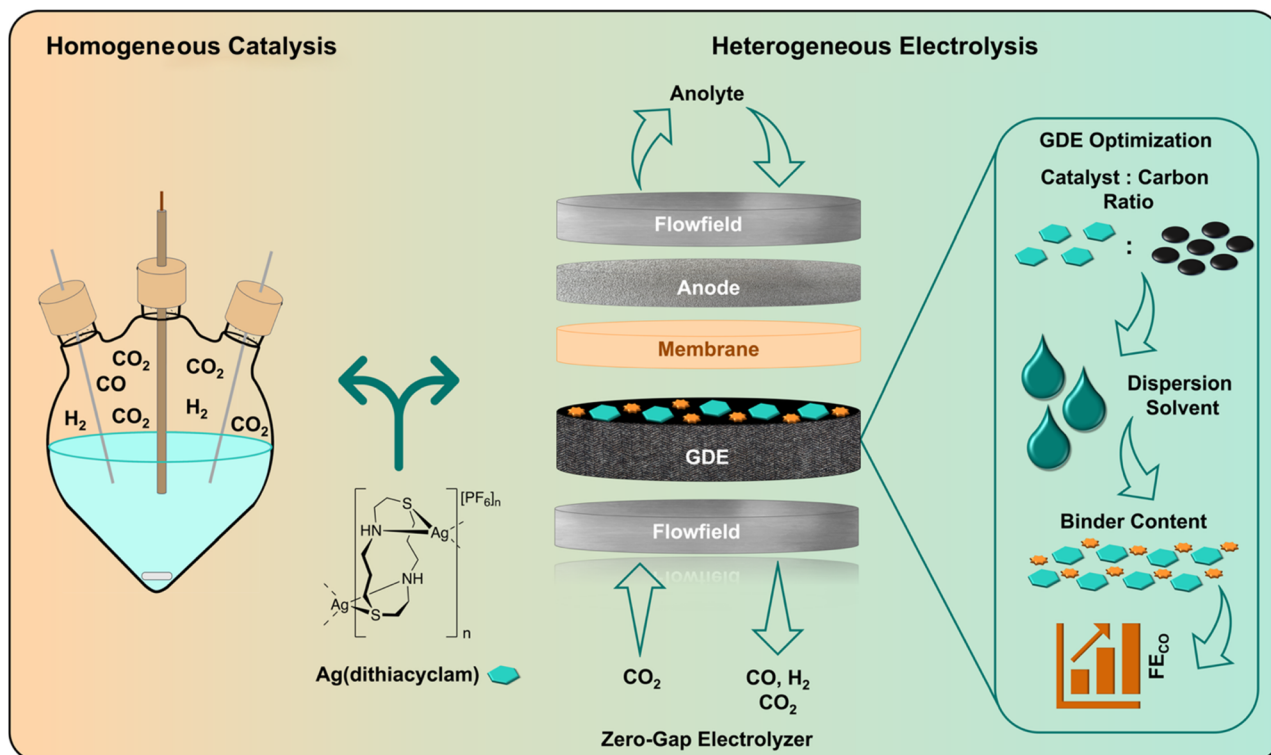 Homogeneous Catalysis
Heterogeneous Electrolysis
CO2
CO
H2
CO2
CO2
H2
CO2
[PF6]n
S
HN
Ag
NH
Ag
S
n
Ag(dithiacyclam)
Anolyte
Flowfield
Anode
Membrane
GDE
Flowfield
CO2
CO, H2
CO2
Zero-Gap Electrolyzer
GDE Optimization
Catalyst : Carbon
Ratio
:
Dispersion
Solvent
Binder Content
FECO